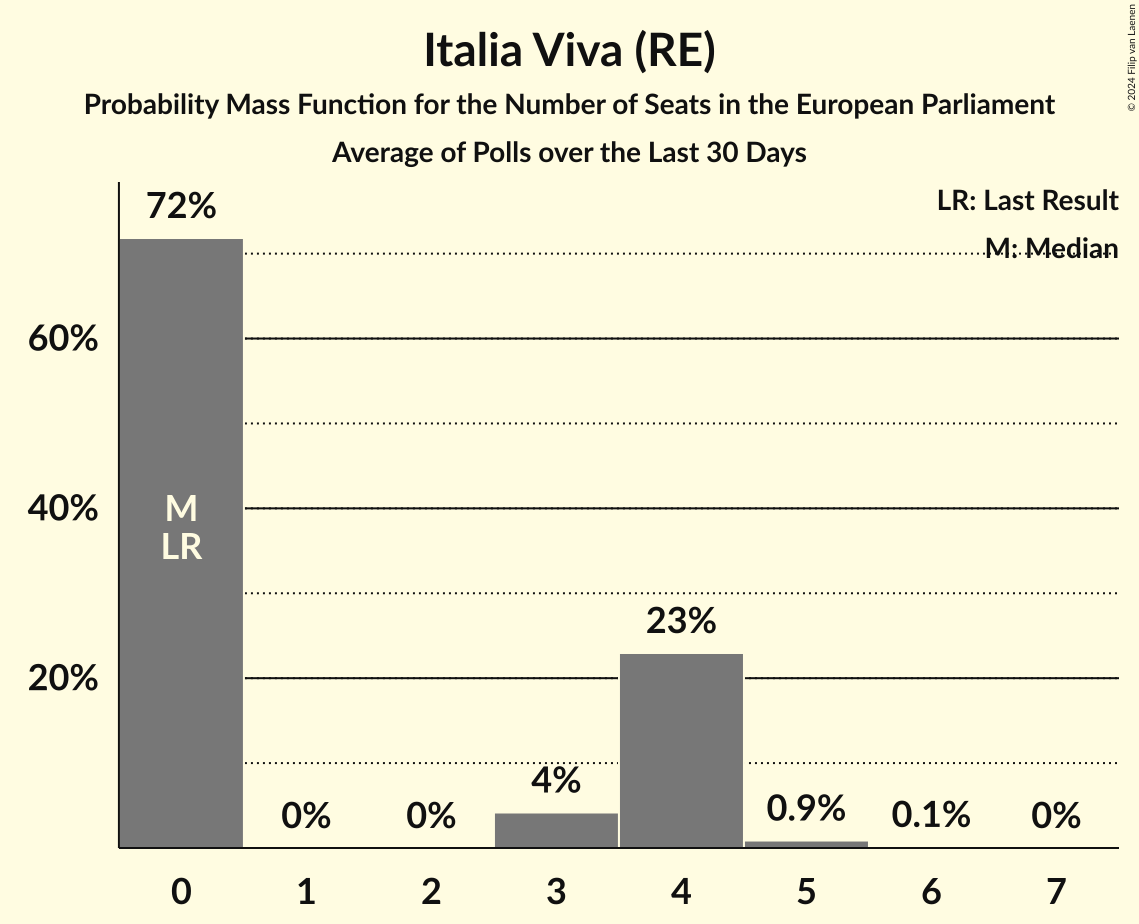 Italia Viva (RE)
Probability Mass Function for the Number of Seats in the European Parliament
Average of Polls over the Last 30 Days
© 2024 Filip van Laenen
LR: Last Result
M: Median
72%
60%
40%
20%
M
LR
0%
0%
4%
23%
0.9%
0.1%
0%
0 1 2 3 4 5 6 7